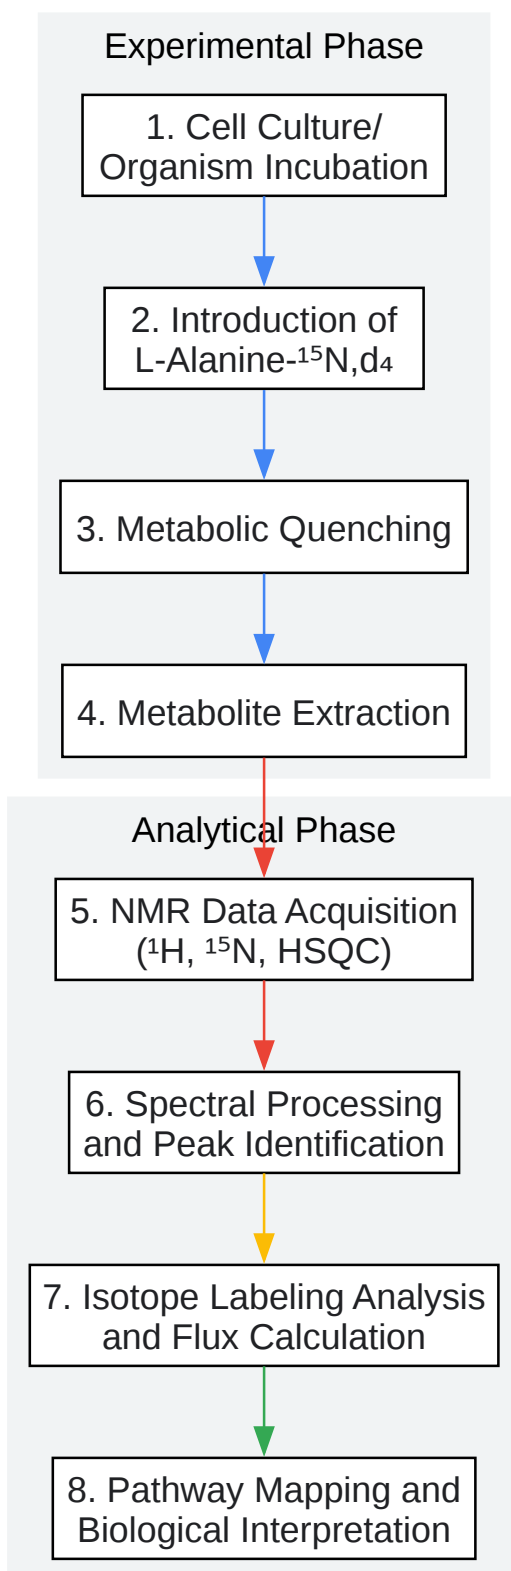 Experimental Phase
1. Cell Culture/
Organism Incubation
2. Introduction of
L-Alanine-¹⁵N,d₄
3. Metabolic Quenching
4. Metabolite Extraction
Analytical Phase
5. NMR Data Acquisition
(¹H, ¹⁵N, HSQC)
6. Spectral Processing
and Peak Identification
7. Isotope Labeling Analysis
and Flux Calculation
8. Pathway Mapping and
Biological Interpretation